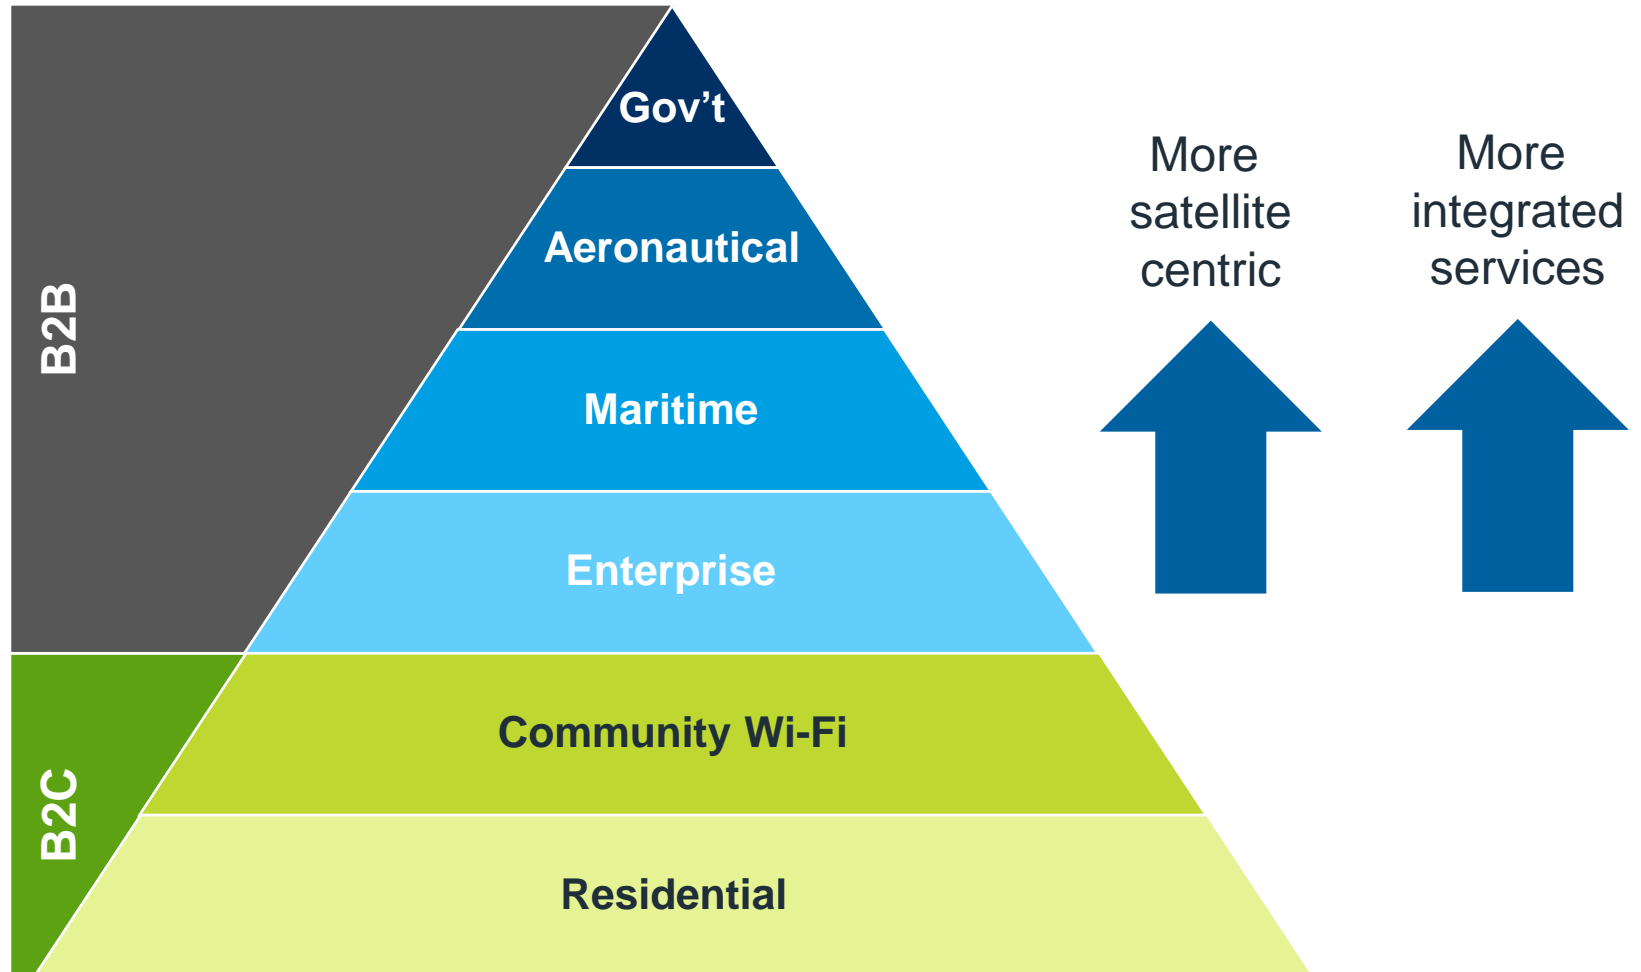 B2B
Gov't
Aeronautical
Maritime
Enterprise
B2C
Community Wi-Fi
Residential
More
satellite
centric
More
integrated
services